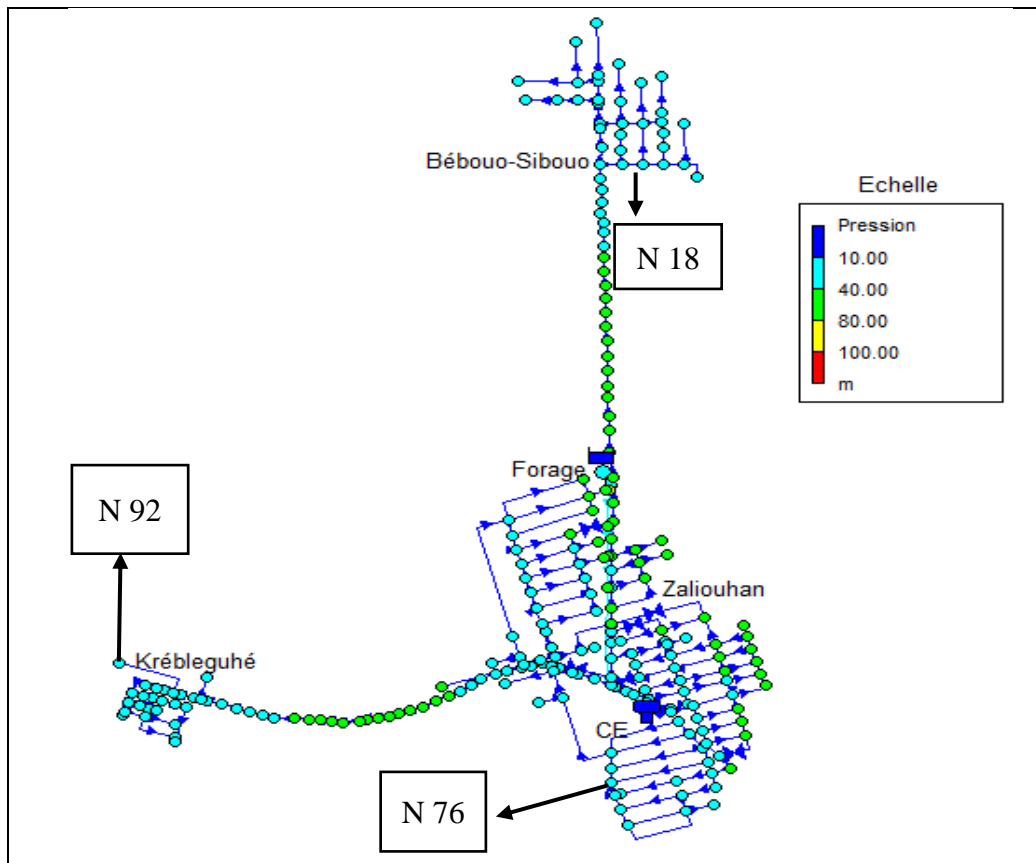 Bébouo-Sibouo
Echelle
Pression
10.00
40.00
80.00
100.00
m
N 18
Forage
N 92
Zaliouhan
Krébleguhé
CE
N 76